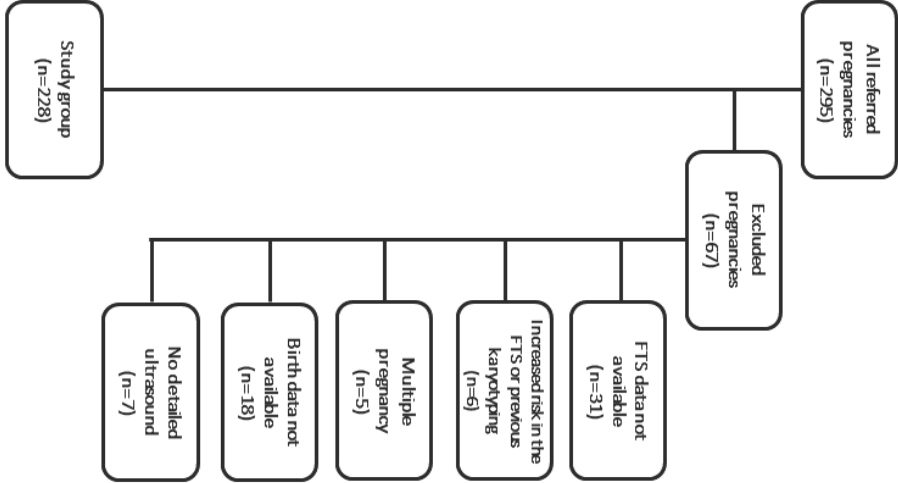 All referred
pregnancies
(n=295)
Excluded
pregnancies
(n=67)
FTS data not
available
(n=31)
Increased risk in the
FTS or previous
karyotyping
(n=6)
Multiple
pregnancy
(n=5)
Birth data not
available
(n=18)
No detailed
ultrasound
(n=7)
Study group
(n=228)